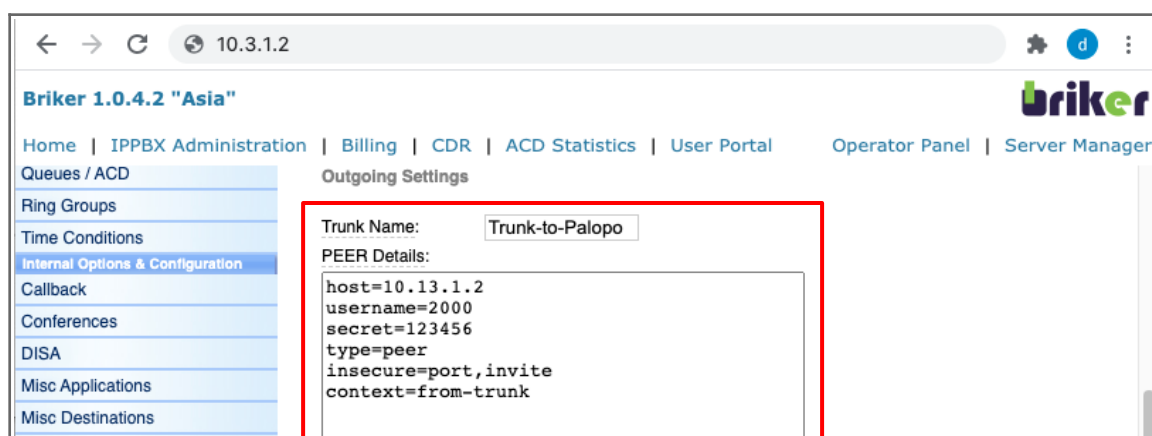 10.3.1.2
d
Briker 1.0.4.2 "Asia"
briker
Home | IPPBX Administration | Billing | CDR | ACD Statistics | User Portal
Operator Panel | Server Manager
Queues / ACD
Ring Groups
Time Conditions
Internal Options & Configuration
Callback
Conferences
DISA
Misc Applications
Misc Destinations
Outgoing Settings
Trunk Name: Trunk-to-Palopo
PEER Details:
host=10.13.1.2
username=2000
secret=123456
type=peer
insecure=port,invite
context=from-trunk